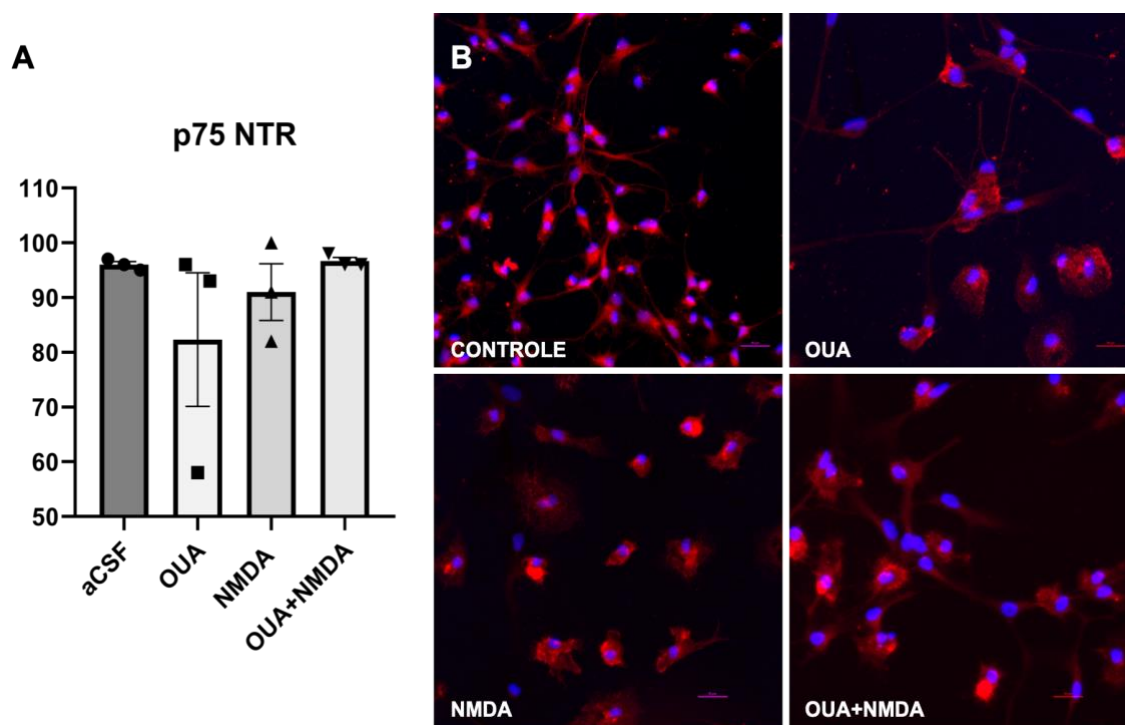 A
p75 NTR
110
100
90
80
70
60
50
aCSF
OUA
NMDA
OUA+NMDA
B
CONTROLE
OUA
NMDA
OUA+NMDA